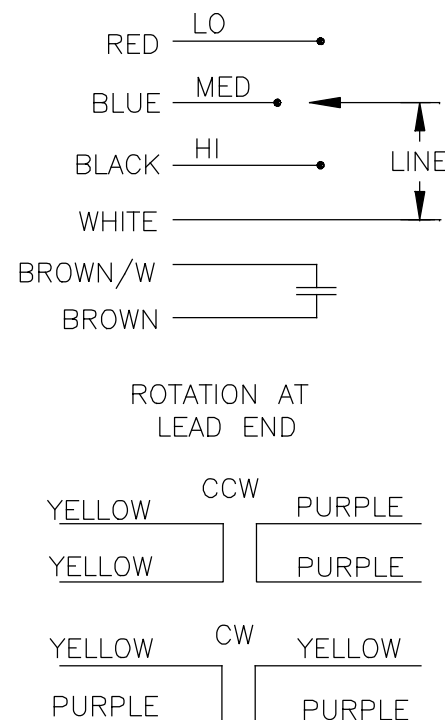 RED LO
BLUE MED
BLACK HI
LINE
WHITE
BROWN/W
BROWN
ROTATION AT
LEAD END
CCW
YELLOW PURPLE
YELLOW PURPLE
CW
YELLOW YELLOW
PURPLE PURPLE